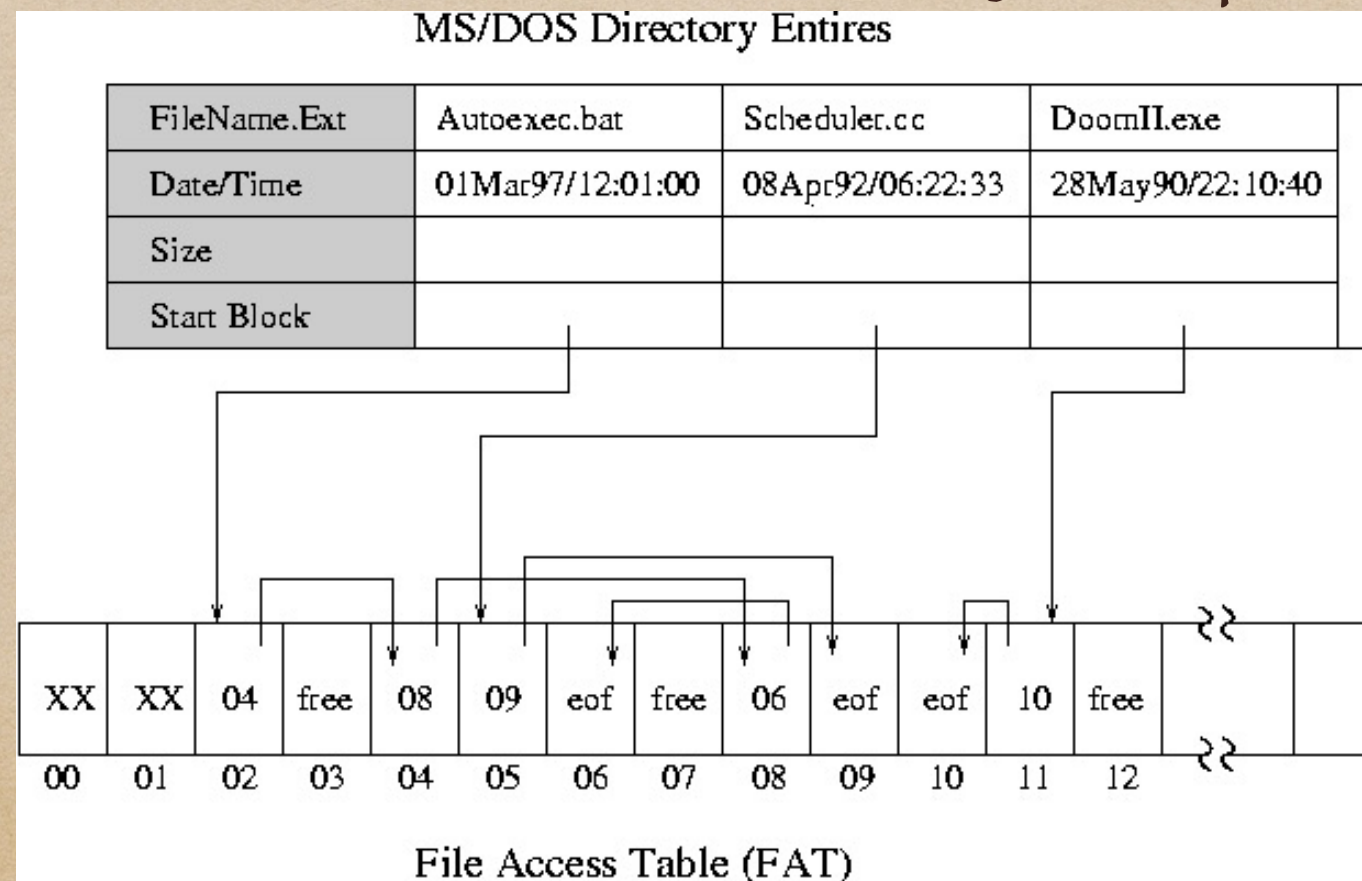 MS/DOS Directory Entires
FileName.Ext Autoexec.bat Scheduler.cc DoomII.exe
Date/Time 01Mar97/12:01:00 08Apr92/06:22:33 28May90/22:10:40
Size
Start Block
XX XX 04 free 08 09 eof free 06 eof eof 10 free
00 01 02 03 04 05 06 07 08 09 10 11 12
File Access Table (FAT)